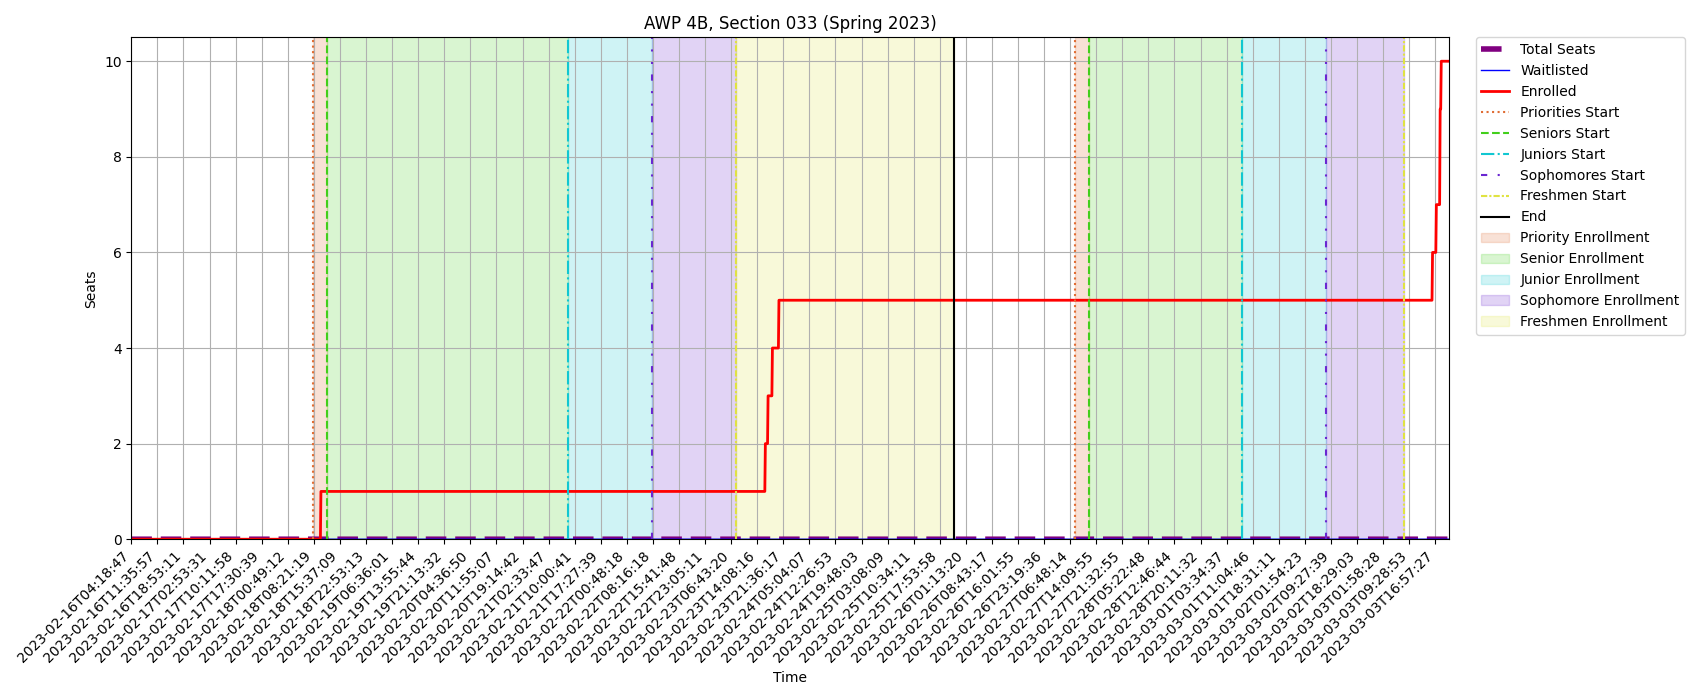 AWP 4B, Section 033 (Spring 2023)
Seats
10
8
6
4
2
0
Total Seats
Waitlisted
Enrolled
Priorities Start
Seniors Start
Juniors Start
Sophomores Start
Freshmen Start
End
Priority Enrollment
Senior Enrollment
Junior Enrollment
Sophomore Enrollment
Freshmen Enrollment
2023-02-16T04:18:47
2023-02-16T11:35:57
2023-02-16T18:53:11
2023-02-17T02:53:31
2023-02-17T10:11:58
2023-02-17T17:30:39
2023-02-18T00:49:12
2023-02-18T08:21:19
2023-02-18T15:37:09
2023-02-18T22:53:13
2023-02-19T06:36:01
2023-02-19T13:55:44
2023-02-19T21:13:32
2023-02-20T04:36:50
2023-02-20T11:55:07
2023-02-20T19:14:42
2023-02-21T02:33:47
2023-02-21T10:00:41
2023-02-21T17:27:39
2023-02-22T00:48:18
2023-02-22T08:16:18
2023-02-22T15:41:48
2023-02-22T23:05:11
2023-02-23T06:43:20
2023-02-23T14:08:16
2023-02-23T21:36:17
2023-02-24T05:04:07
2023-02-24T12:26:53
2023-02-24T19:48:03
2023-02-25T03:08:09
2023-02-25T10:34:11
2023-02-25T17:53:58
2023-02-26T01:13:20
2023-02-26T08:43:17
2023-02-26T16:01:55
2023-02-26T23:19:36
2023-02-27T06:48:14
2023-02-27T14:09:55
2023-02-27T21:32:55
2023-02-28T05:22:48
2023-02-28T12:46:44
2023-02-28T20:11:32
2023-03-01T03:34:37
2023-03-01T11:04:46
2023-03-01T18:31:11
2023-03-02T01:54:23
2023-03-02T09:27:39
2023-03-02T18:29:03
2023-03-03T01:58:28
2023-03-03T09:28:53
2023-03-03T16:57:27
Time